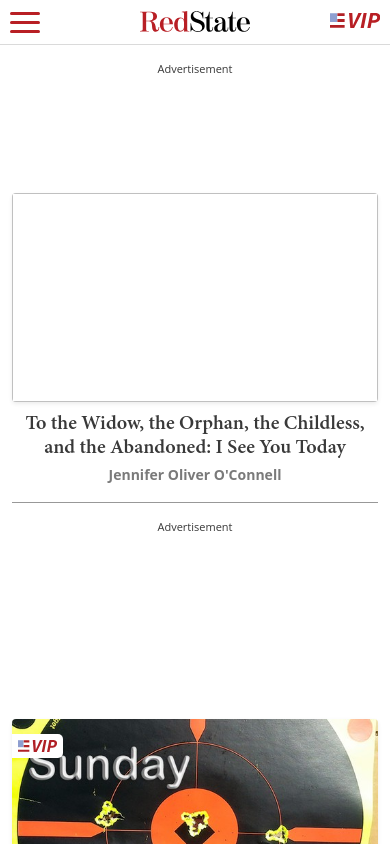 RedState
VIP
Advertisement
To the Widow, the Orphan, the Childless,
and the Abandoned: I See You Today
Jennifer Oliver O'Connell
Advertisement
VIP
Sunday